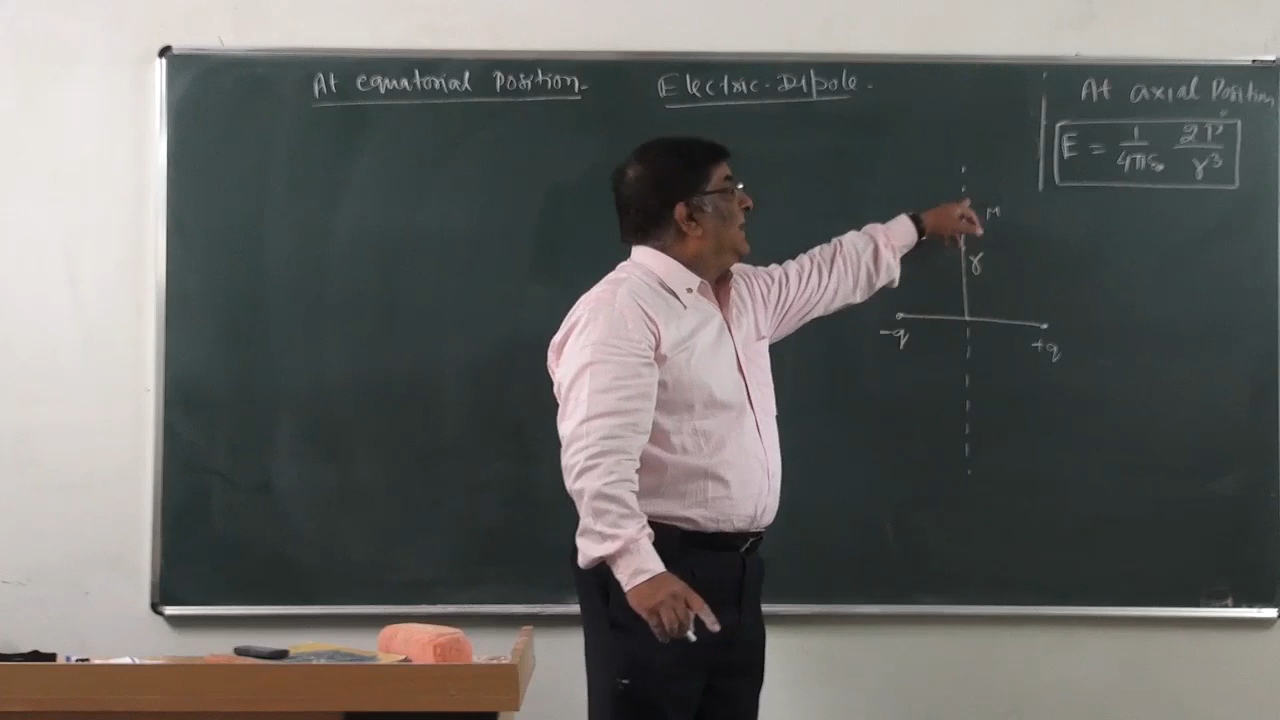 At equatorial Position.
Electric-Dipole.
At axial Position
E = 1/4πε₀ 2P/r³
M
r
-q
+q